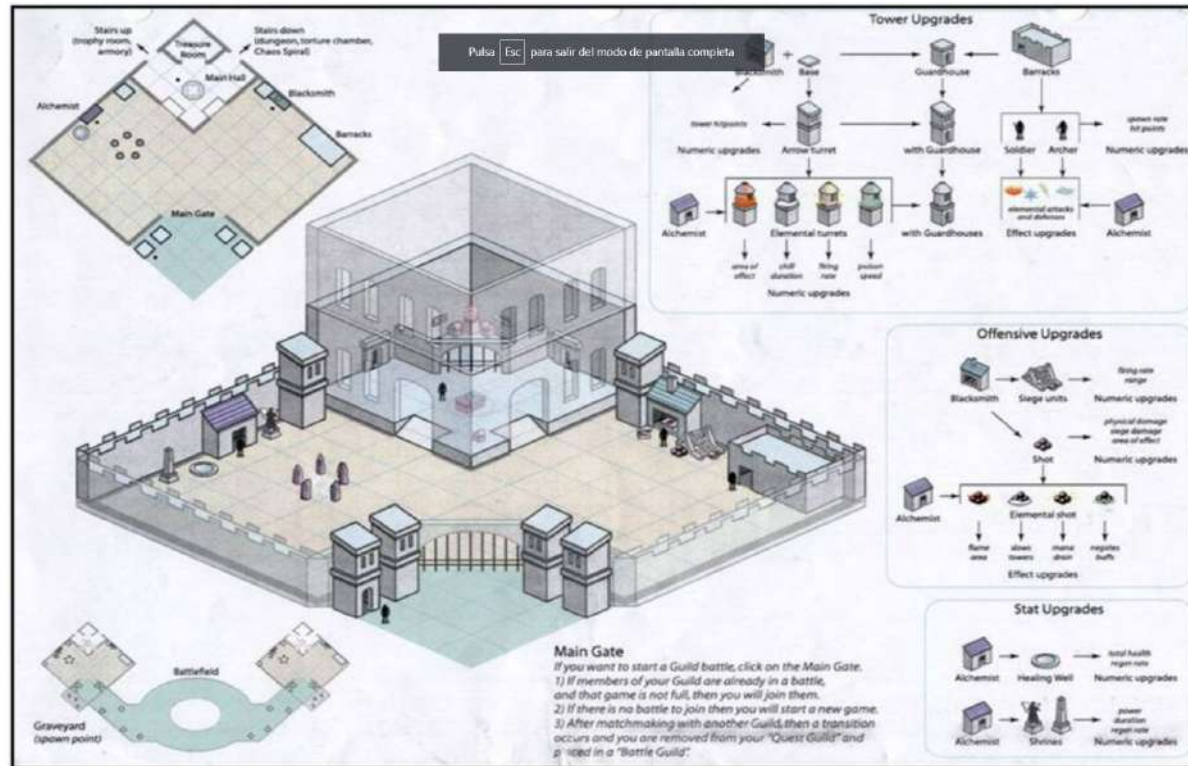 Stairs up
(trophy room,
armory)
Treasure
Room
Stairs down
(dungeon, torture chamber,
Chaos Spiral)
Main Hall
Alchemist
Blacksmith
Barracks
Main Gate
Pulsa Esc para salir del modo de pantalla completa
Tower Upgrades
Blacksmith + Base
Guardhouse
Barracks
tower hitpoints
Numeric upgrades
Arrow turret
with Guardhouse
Soldier
Archer
spawn rate
hit points
Numeric upgrades
Alchemist
Elemental turrets
with Guardhouses
elemental attacks
and defenses
Effect upgrades
Alchemist
area of
effect
chill
duration
firing
rate
poison
speed
Numeric upgrades
Offensive Upgrades
Blacksmith
Siege units
firing rate
range
Numeric upgrades
Shot
physical damage
siege damage
area of effect
Numeric upgrades
Alchemist
Elemental shot
flame
area
slows
towers
mana
drain
negates
buffs
Effect upgrades
Stat Upgrades
Alchemist
Healing Well
total health
regen rate
Numeric upgrades
Alchemist
Shrines
power
duration
regen rate
Numeric upgrades
Battlefield
Graveyard
(spawn point)
Main Gate
If you want to start a Guild battle, click on the Main Gate.
1) If members of your Guild are already in a battle,
and that game is not full, then you will join them.
2) If there is no battle to join then you will start a new game.
3) After matchmaking with another Guild, then a transition
occurs and you are removed from your "Quest Guild" and
placed in a "Battle Guild".